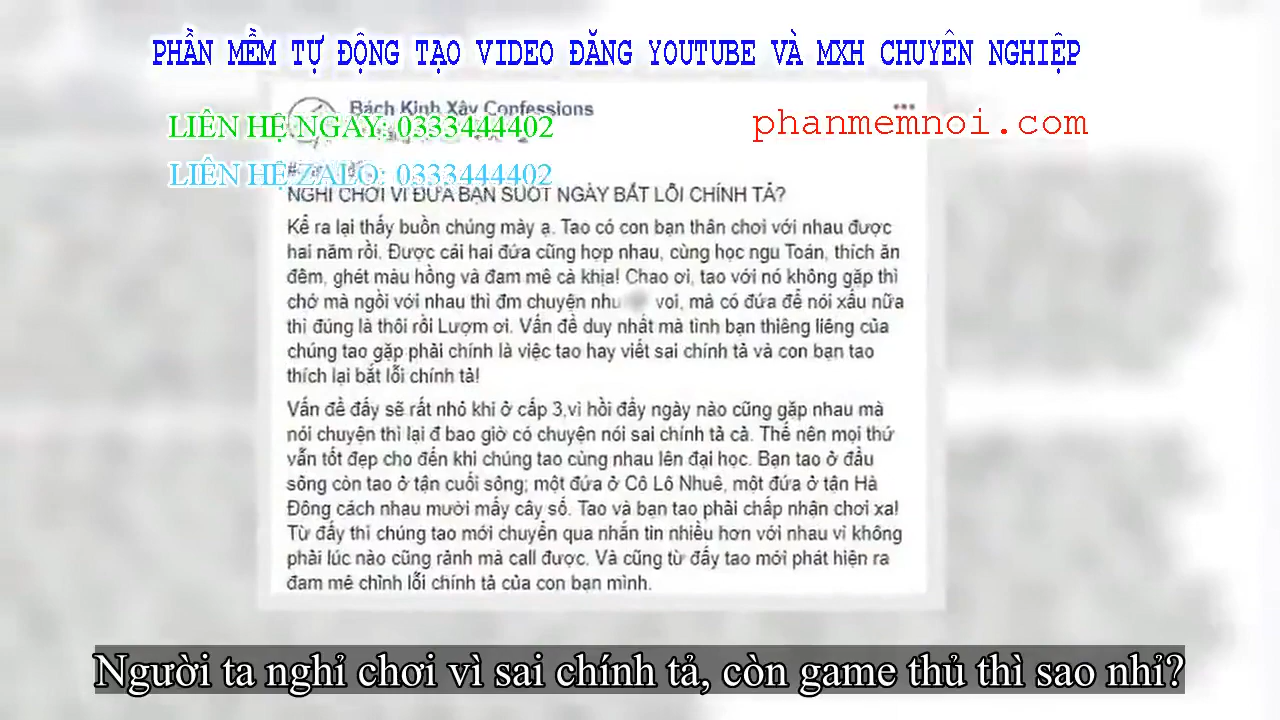 PHẦN MỀM TỰ ĐỘNG TẠO VIDEO ĐĂNG YOUTUBE VÀ MXH CHUYÊN NGHIỆP
Bách Kinh Xây Confessions
LIÊN HỆ NGAY: 0333444402
phanmemnoi.com
LIÊN HỆ ZALO: 0333444402
NGHỈ CHƠI VÌ ĐỨA BẠN SUỐT NGÀY BẮT LỖI CHÍNH TẢ?
Kể ra lại thấy buồn chúng mày ạ. Tao có con bạn thân chơi với nhau được
hai năm rồi. Được cái hai đứa cũng hợp nhau, cùng học ngu Toán, thích ăn
đêm, ghét màu hồng và đam mê cà khịa! Chao ơi, tao với nó không gặp thì
chớ mà ngồi với nhau thì đm chuyện như voi, mà có đứa để nói xấu nữa
thì đúng là thôi rồi Lượm ơi. Vấn đề duy nhất mà tình bạn thiêng liêng của
chúng tao gặp phải chính là việc tao hay viết sai chính tả và con bạn tao
thích lại bắt lỗi chính tả!
Vấn đề đấy sẽ rất nhỏ khi ở cấp 3,vì hồi đấy ngày nào cũng gặp nhau mà
nói chuyện thì lại đ bao giờ có chuyện nói sai chính tả cả. Thế nên mọi thứ
vẫn tốt đẹp cho đến khi chúng tao cùng nhau lên đại học. Bạn tao ở đầu
sông còn tao ở tận cuối sông; một đứa ở Cô Lô Nhuê, một đứa ở tận Hà
Đông cách nhau mười mấy cây số. Tao và bạn tao phải chấp nhận chơi xa!
Từ đấy thì chúng tao mới chuyển qua nhắn tin nhiều hơn với nhau vì không
phải lúc nào cũng rảnh mà call được. Và cũng từ đấy tao mới phát hiện ra
đam mê chỉnh lỗi chính tả của con bạn mình.
Người ta nghỉ chơi vì sai chính tả, còn game thủ thì sao nhỉ?